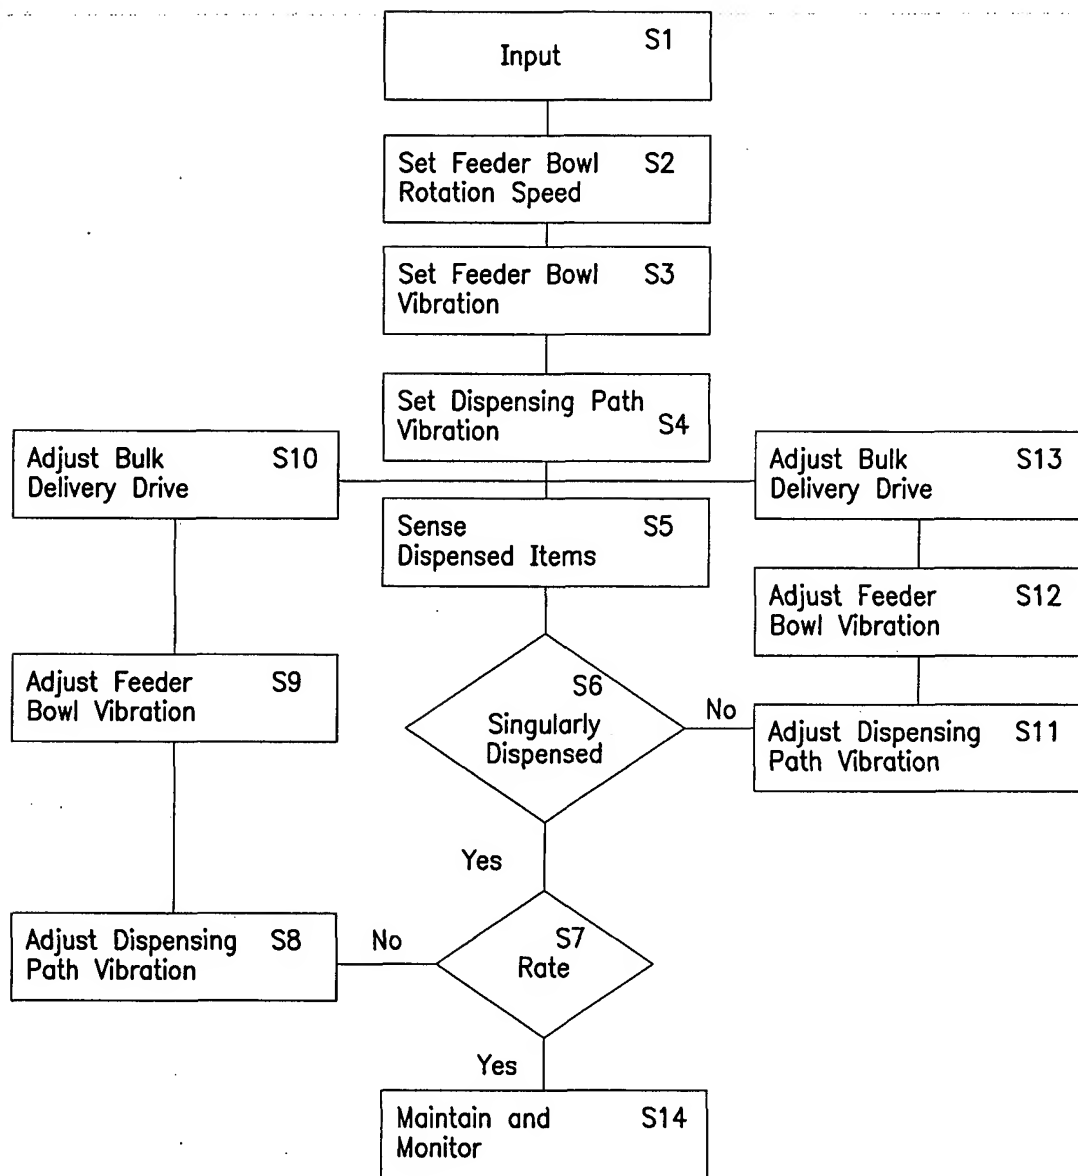 Input S1
Set Feeder Bowl S2
Rotation Speed
Set Feeder Bowl S3
Vibration
Set Dispensing Path
Vibration S4
Adjust Bulk S10
Delivery Drive
Adjust Bulk S13
Delivery Drive
Sense S5
Dispensed Items
Adjust Feeder S12
Bowl Vibration
Adjust Feeder S9
Bowl Vibration
S6
Singularly
Dispensed
No
Adjust Dispensing S11
Path Vibration
Yes
Adjust Dispensing S8
Path Vibration
No
S7
Rate
Yes
Maintain and S14
Monitor